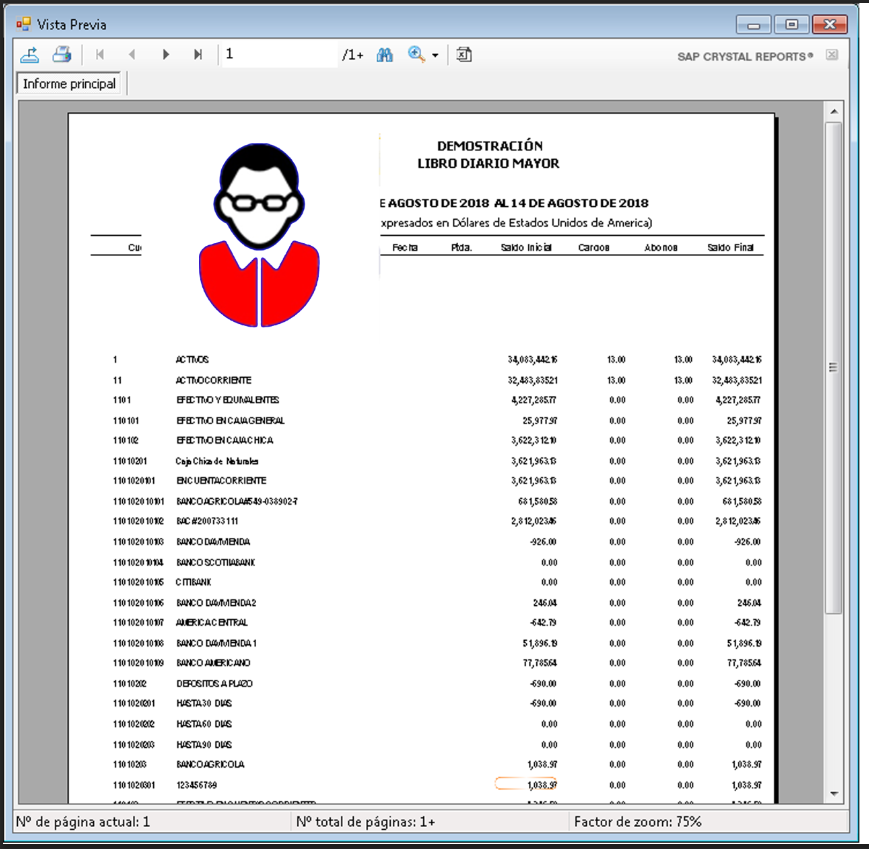 Vista Previa
1 /1+ SAP CRYSTAL REPORTS®
Informe principal
DEMOSTRACIÓN
LIBRO DIARIO MAYOR
E AGOSTO DE 2018 AL 14 DE AGOSTO DE 2018
xpresados en Dólares de Estados Unidos de America)
Cu Fecha Ptda. Saldo Inicial Cargos Abonos Saldo Final
1 ACTIVOS 34,083,442.16 13.00 13.00 34,083,442.16
11 ACTIVO CORRIENTE 32,483,835.21 13.00 13.00 32,483,835.21
1101 EFECTIVO Y EQUIVALENTES 4,227,285.77 0.00 0.00 4,227,285.77
110101 EFECTIVO EN CAJA GENERAL 25,977.97 0.00 0.00 25,977.97
110102 EFECTIVO EN CAJA CHICA 3,622,312.10 0.00 0.00 3,622,312.10
11010201 Caja Chica de Naturales 3,621,963.13 0.00 0.00 3,621,963.13
1101020101 EN CUENTA CORRIENTE 3,621,963.13 0.00 0.00 3,621,963.13
110102010101 BANCO AGRICOLA#549-038902-7 681,580.58 0.00 0.00 681,580.58
110102010102 BAC #200733111 2,812,023.46 0.00 0.00 2,812,023.46
110102010103 BANCO DAVIVIENDA -926.00 0.00 0.00 -926.00
110102010104 BANCO SCOTIABANK 0.00 0.00 0.00 0.00
110102010105 CITIBANK 0.00 0.00 0.00 0.00
110102010106 BANCO DAVIVIENDA 2 246.04 0.00 0.00 246.04
110102010107 AMERICA CENTRAL -642.79 0.00 0.00 -642.79
110102010108 BANCO DAVIVIENDA 1 51,896.19 0.00 0.00 51,896.19
110102010109 BANCO AMERICANO 77,785.64 0.00 0.00 77,785.64
11010202 DEPOSITOS A PLAZO -690.00 0.00 0.00 -690.00
1101020201 HASTA 30 DIAS -690.00 0.00 0.00 -690.00
1101020202 HASTA 60 DIAS 0.00 0.00 0.00 0.00
1101020203 HASTA 90 DIAS 0.00 0.00 0.00 0.00
11010203 BANCO AGRICOLA 1,038.97 0.00 0.00 1,038.97
1101020301 123456789 1,038.97 0.00 0.00 1,038.97
Nº de página actual: 1 Nº total de páginas: 1+ Factor de zoom: 75%